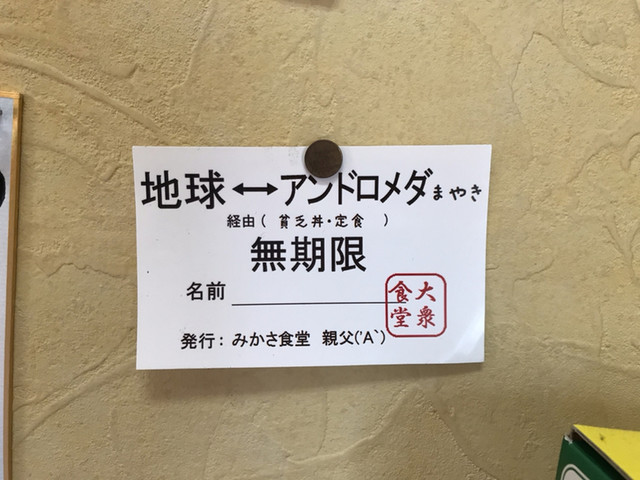 地球↔アンドロメダまやき
経由( 貧乏丼・定食 )
無期限
名前
大衆
食堂
発行: みかさ食堂 親父('A`)